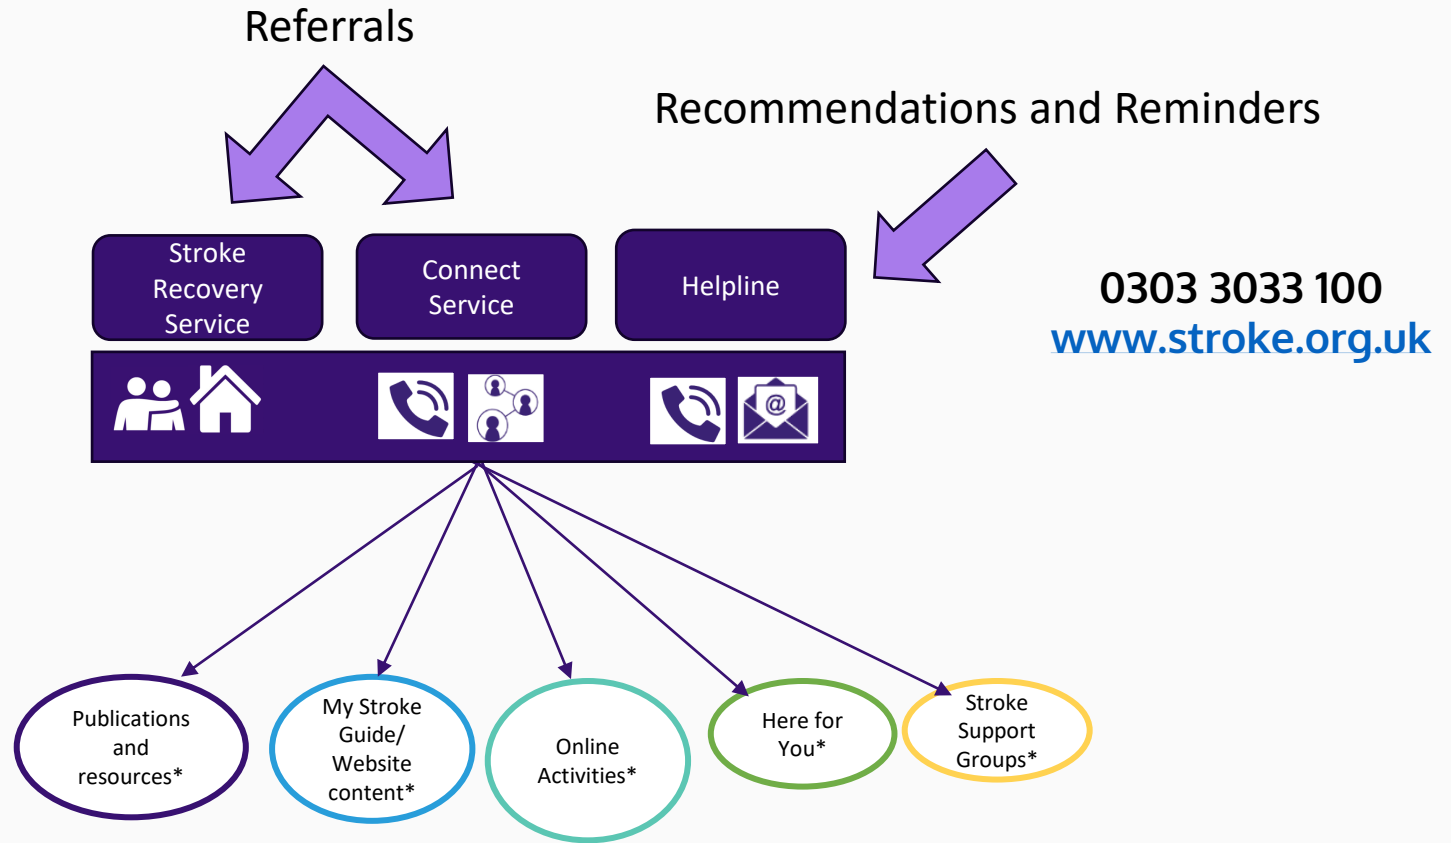 Referrals
Recommendations and Reminders
Stroke
Recovery
Service
Connect
Service
Helpline
0303 3033 100
www.stroke.org.uk
@
Publications
and
resources*
My Stroke
Guide/
Website
content*
Online
Activities*
Here for
You*
Stroke
Support
Groups*